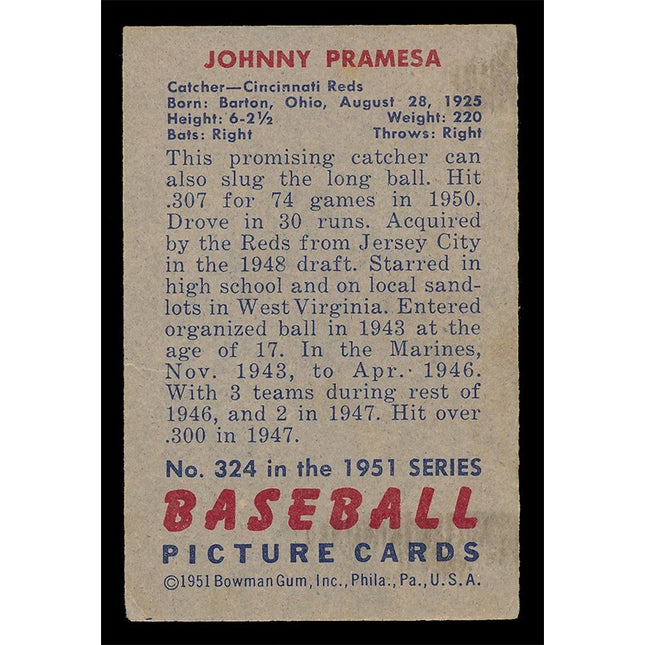 JOHNNY PRAMESA
Catcher—Cincinnati Reds
Born: Barton, Ohio, August 28, 1925
Height: 6-2½ Weight: 220
Bats: Right Throws: Right
This promising catcher can
also slug the long ball. Hit
.307 for 74 games in 1950.
Drove in 30 runs. Acquired
by the Reds from Jersey City
in the 1948 draft. Starred in
high school and on local sand-
lots in West Virginia. Entered
organized ball in 1943 at the
age of 17. In the Marines,
Nov. 1943, to Apr. 1946.
With 3 teams during rest of
1946, and 2 in 1947. Hit over
.300 in 1947.
No. 324 in the 1951 SERIES
BASEBALL
PICTURE CARDS
©1951 Bowman Gum, Inc., Phila., Pa., U.S.A.